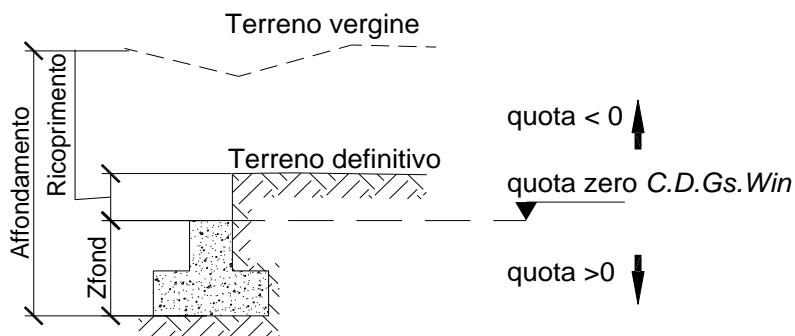 Terreno vergine
Affondamento
Ricoprimento
quota < 0
Terreno definitivo
quota zero C.D.Gs.Win
Zfond
quota >0